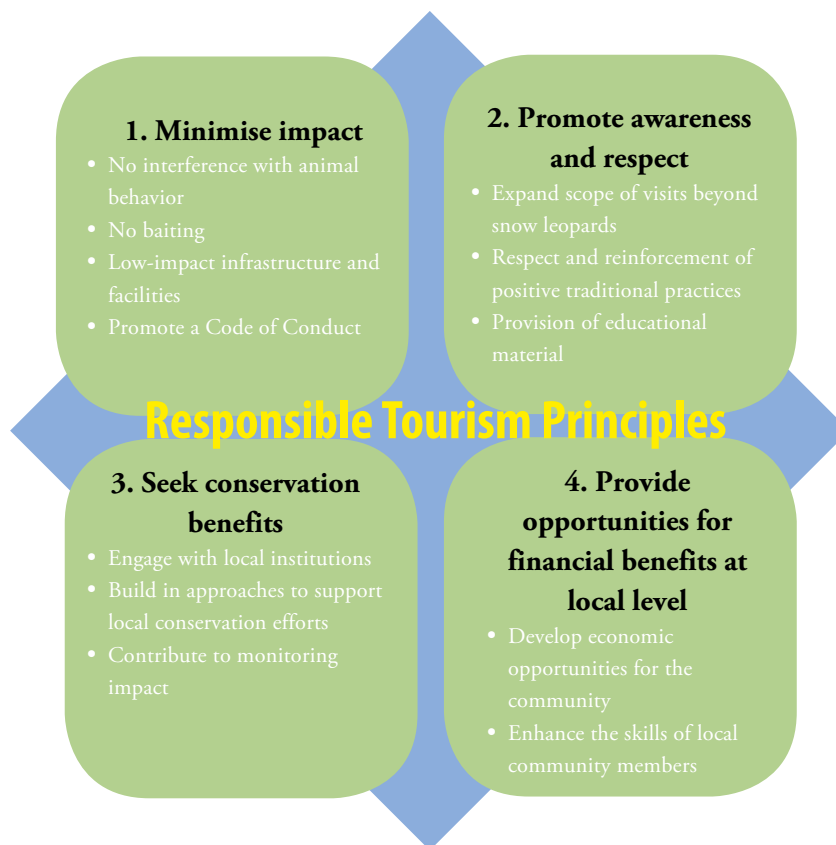 1. Minimise impact
• No interference with animal
behavior
• No baiting
• Low-impact infrastructure and
facilities
• Promote a Code of Conduct
2. Promote awareness
and respect
• Expand scope of visits beyond
snow leopards
• Respect and reinforcement of
positive traditional practices
• Provision of educational
material
Responsible Tourism Principles
3. Seek conservation
benefits
• Engage with local institutions
• Build in approaches to support
local conservation efforts
• Contribute to monitoring
impact
4. Provide
opportunities for
financial benefits at
local level
• Develop economic
opportunities for the
community
• Enhance the skills of local
community members